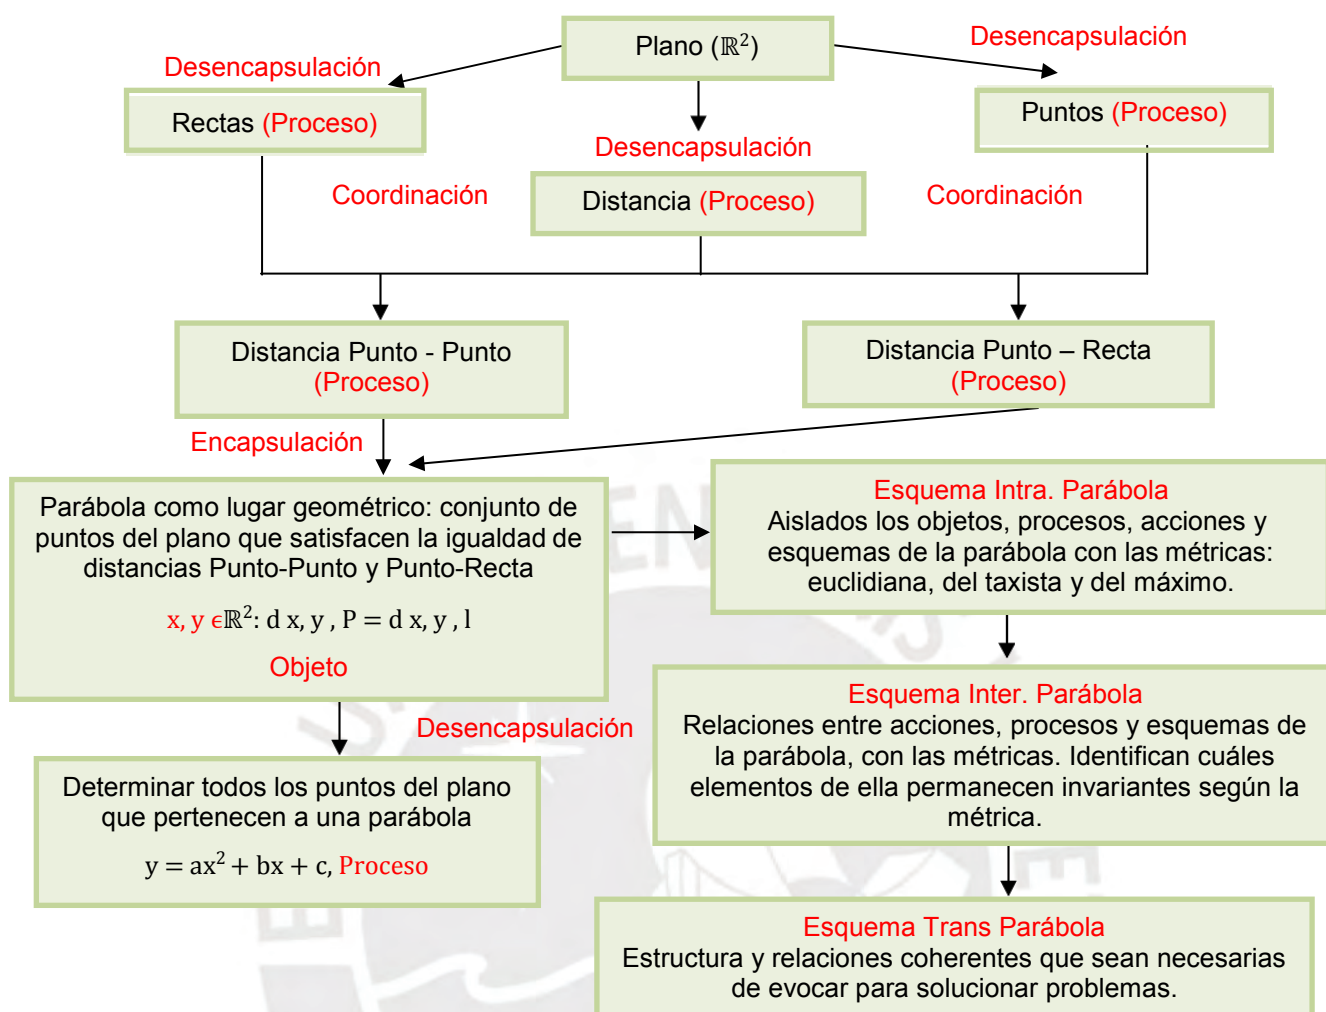 Plano (ℝ²)
Desencapsulación
Desencapsulación
Rectas (Proceso)
Puntos (Proceso)
Desencapsulación
Coordinación
Distancia (Proceso)
Coordinación
Distancia Punto - Punto
(Proceso)
Distancia Punto – Recta
(Proceso)
Encapsulación
Parábola como lugar geométrico: conjunto de
puntos del plano que satisfacen la igualdad de
distancias Punto-Punto y Punto-Recta
x, y ϵℝ²: d x, y , P = d x, y , l
Objeto
Esquema Intra. Parábola
Aislados los objetos, procesos, acciones y
esquemas de la parábola con las métricas:
euclidiana, del taxista y del máximo.
Esquema Inter. Parábola
Relaciones entre acciones, procesos y esquemas de
la parábola, con las métricas. Identifican cuáles
elementos de ella permanecen invariantes según la
métrica.
Desencapsulación
Determinar todos los puntos del plano
que pertenecen a una parábola
y = ax² + bx + c, Proceso
Esquema Trans Parábola
Estructura y relaciones coherentes que sean necesarias
de evocar para solucionar problemas.